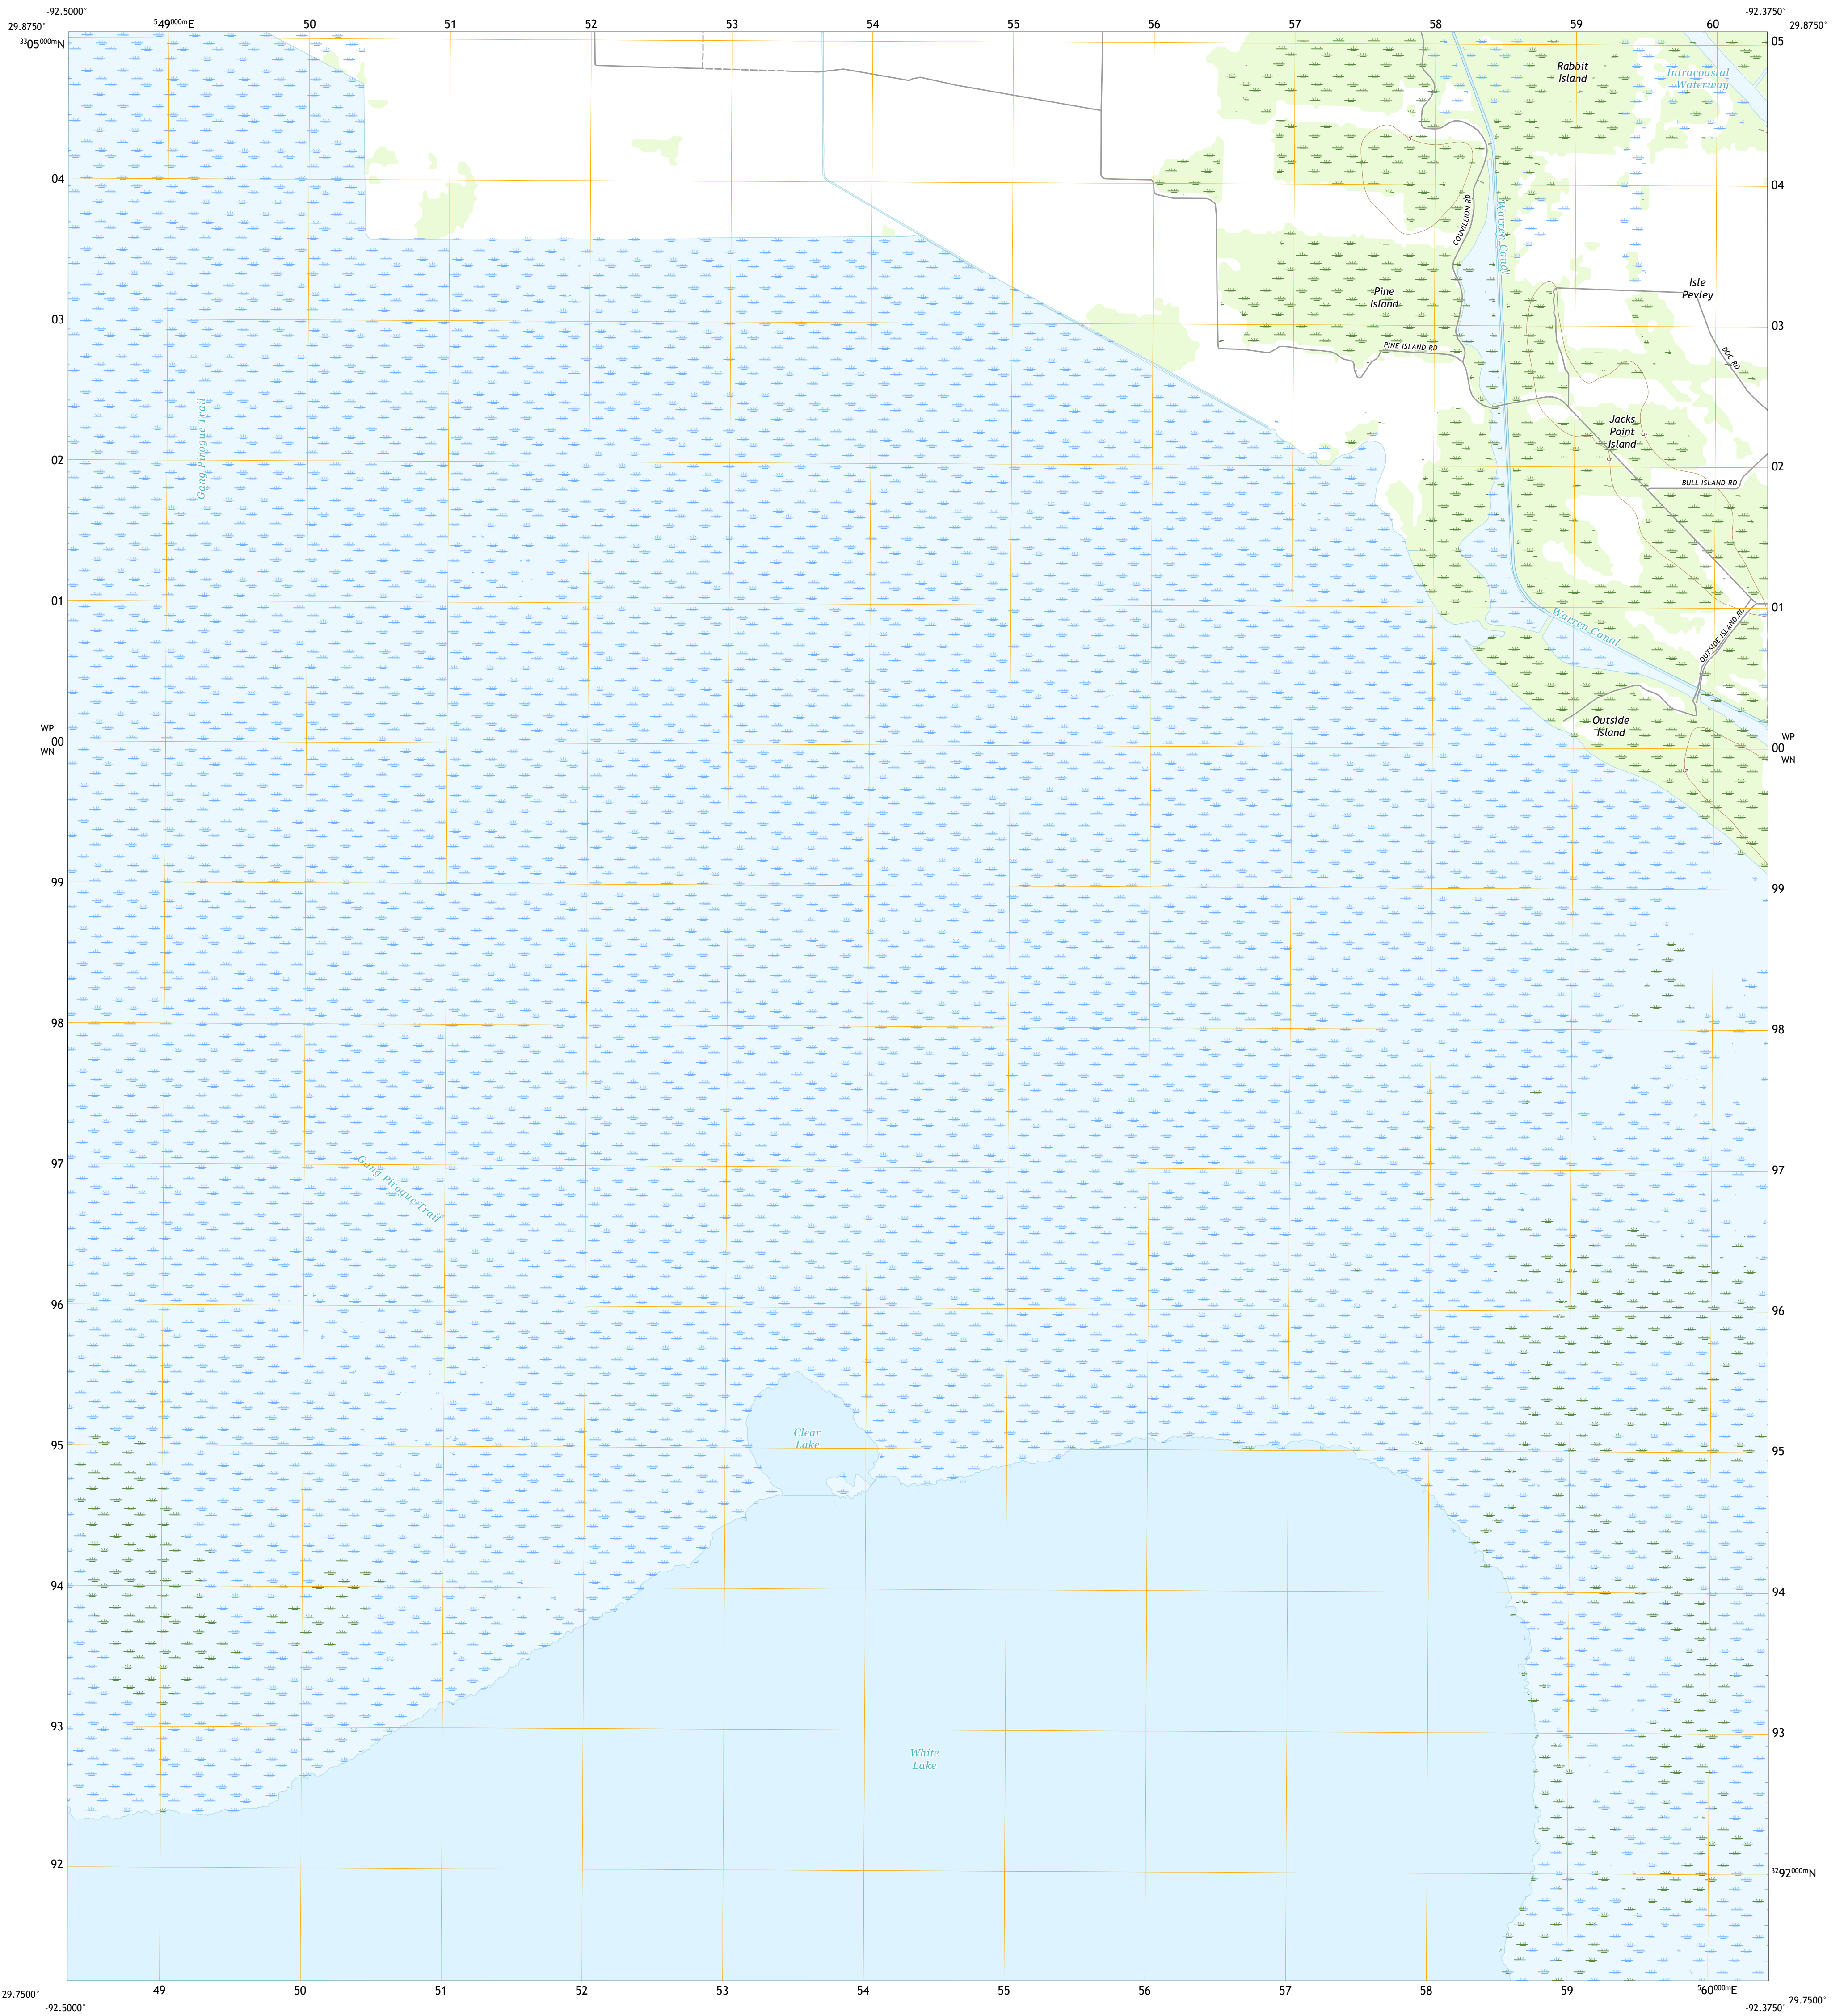 -92.5000°
-92.3750°
29.8750°
⁵49⁰⁰⁰ᵐE
50
51
52
53
54
55
56
57
58
59
60
29.8750°
³³05⁰⁰⁰ᵐN
05
Rabbit
Island
Intracoastal
Waterway
5
04
04
COUVILLION RD
Warren Canal
Pine
Island
Isle
Pevley
03
03
PINE ISLAND RD
DOC RD
Gang Pirogue Trail
Jacks
Point
Island
5
5
02
02
BULL ISLAND RD
01
01
Warren Canal
OUTSIDE ISLAND RD
Outside
Island
WP
WN
00
00
WP
WN
5
99
99
98
98
97
97
Gang Pirogue Trail
96
96
Clear
Lake
95
95
94
94
93
93
White
Lake
92
³²92⁰⁰⁰ᵐN
29.7500°
49
50
51
52
53
54
55
56
57
58
59
⁵60⁰⁰⁰ᵐE
29.7500°
-92.5000°
-92.3750°